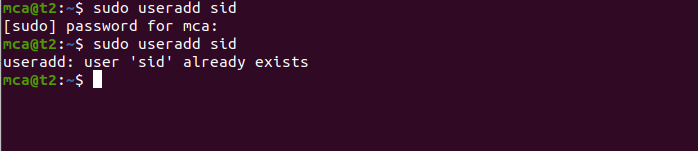 mca@t2:~$ sudo useradd sid
[sudo] password for mca:
mca@t2:~$ sudo useradd sid
useradd: user 'sid' already exists
mca@t2:~$